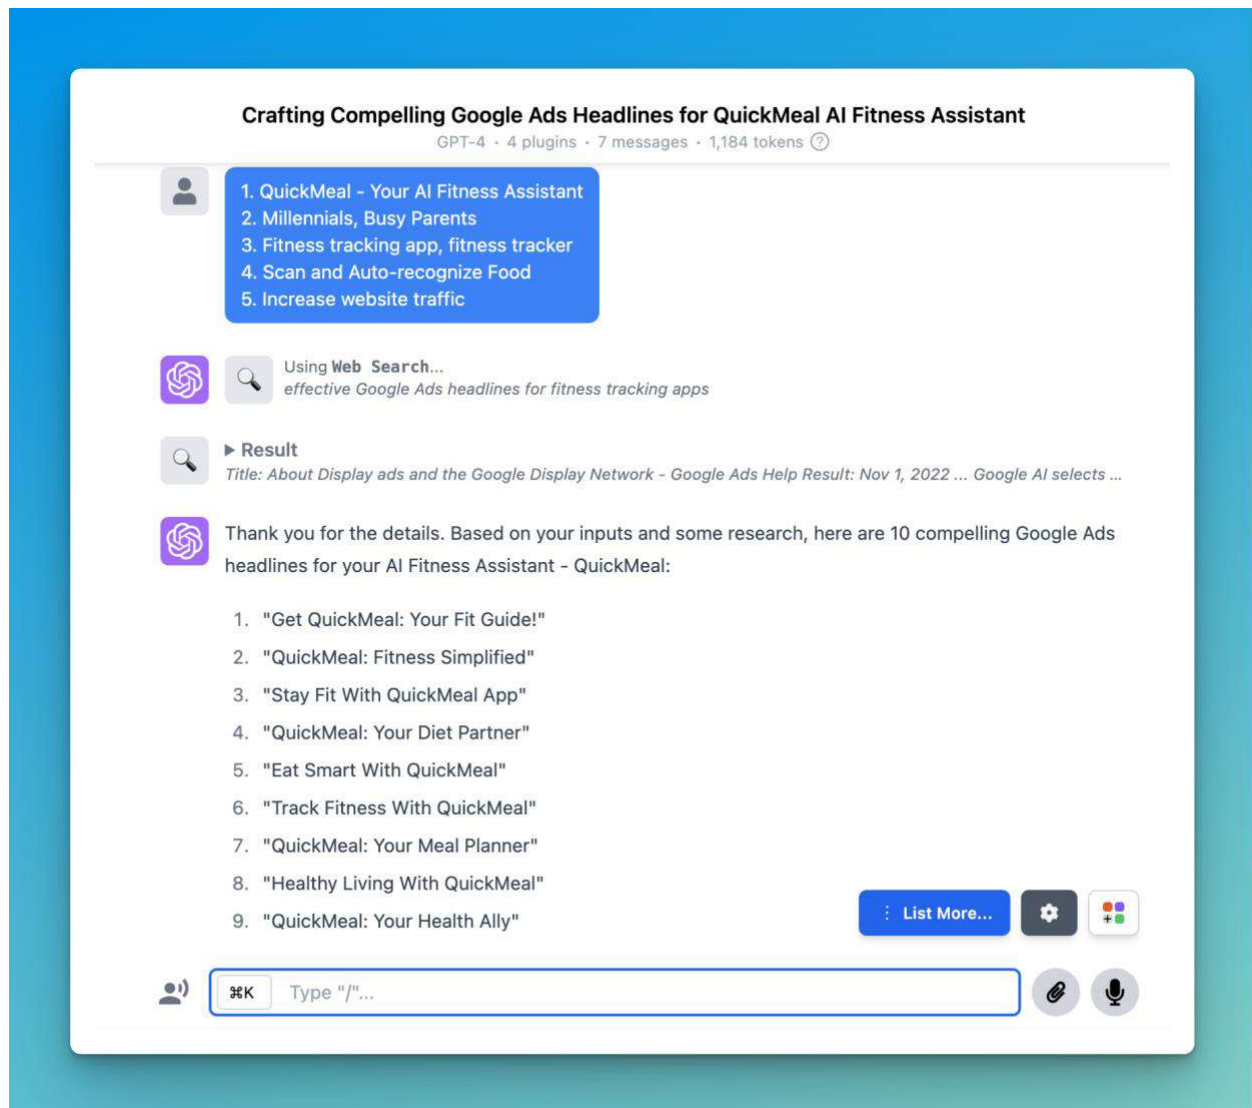 Crafting Compelling Google Ads Headlines for QuickMeal AI Fitness Assistant
GPT-4 · 4 plugins · 7 messages · 1,184 tokens ?
1. QuickMeal - Your AI Fitness Assistant
2. Millennials, Busy Parents
3. Fitness tracking app, fitness tracker
4. Scan and Auto-recognize Food
5. Increase website traffic
Using Web Search...
effective Google Ads headlines for fitness tracking apps
▶ Result
Title: About Display ads and the Google Display Network - Google Ads Help Result: Nov 1, 2022 ... Google AI selects ...
Thank you for the details. Based on your inputs and some research, here are 10 compelling Google Ads
headlines for your AI Fitness Assistant - QuickMeal:
1. "Get QuickMeal: Your Fit Guide!"
2. "QuickMeal: Fitness Simplified"
3. "Stay Fit With QuickMeal App"
4. "QuickMeal: Your Diet Partner"
5. "Eat Smart With QuickMeal"
6. "Track Fitness With QuickMeal"
7. "QuickMeal: Your Meal Planner"
8. "Healthy Living With QuickMeal"
9. "QuickMeal: Your Health Ally"
⋮ List More...
⌘K Type "/"...